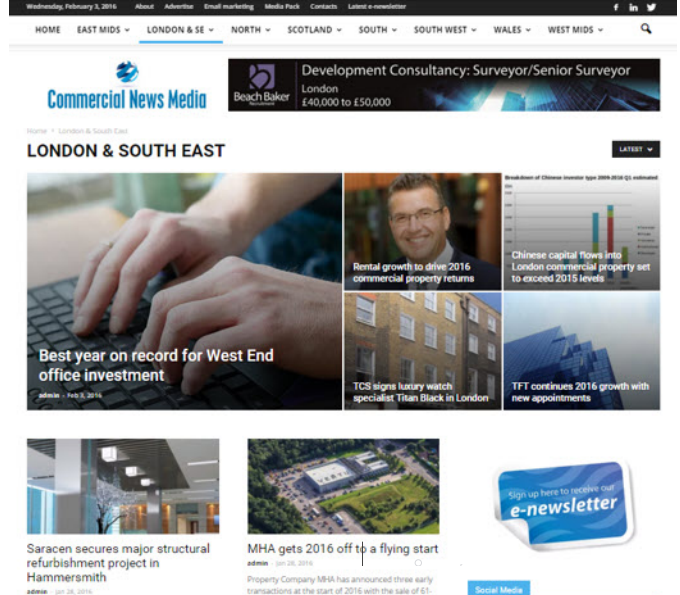 Wednesday, February 3, 2016 About Advertise Email marketing Media Pack Contacts Latest e-newsletter
HOME EAST MIDS LONDON & SE NORTH SCOTLAND SOUTH SOUTH WEST WALES WEST MIDS
Commercial News Media
Beach Baker
Recruitment
Development Consultancy: Surveyor/Senior Surveyor
London
£40,000 to £50,000
Home > London & South East
LONDON & SOUTH EAST
LATEST
Best year on record for West End
office investment
admin - Feb 3, 2016
Rental growth to drive 2016
commercial property returns
Breakdown of Chinese investor type 2009-2016 Q1 estimated
Chinese capital flows into
London commercial property set
to exceed 2015 levels
TCS signs luxury watch
specialist Titan Black in London
TFT continues 2016 growth with
new appointments
Saracen secures major structural
refurbishment project in
Hammersmith
admin - Jan 28, 2016
MHA gets 2016 off to a flying start
admin - Jan 28, 2016
Property Company MHA has announced three early
transactions at the start of 2016 with the sale of 61-
Sign up here to receive our
e-newsletter
Social Media